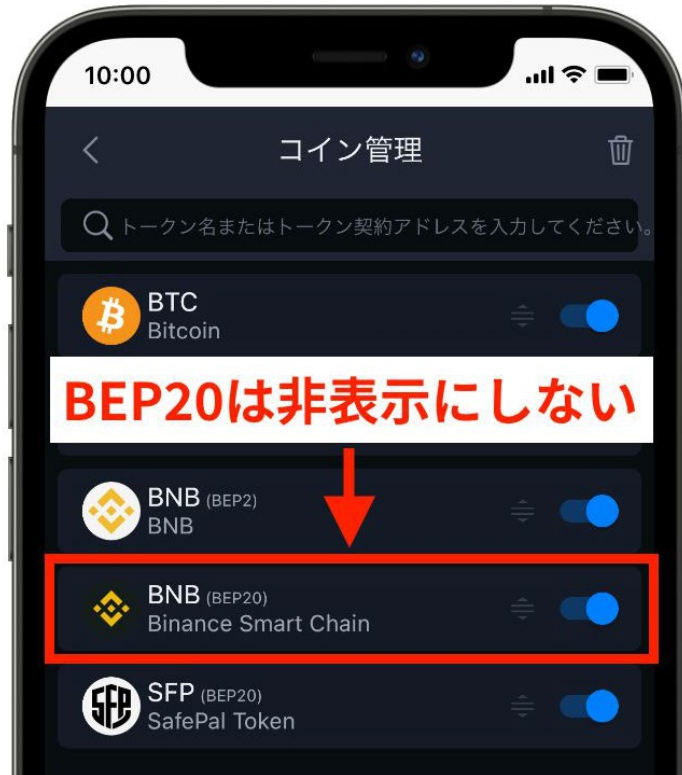 10:00
コイン管理
トークン名またはトークン契約アドレスを入力してください。
BTC
Bitcoin
BEP20は非表示にしない
BNB (BEP2)
BNB
BNB (BEP20)
Binance Smart Chain
SFP (BEP20)
SafePal Token